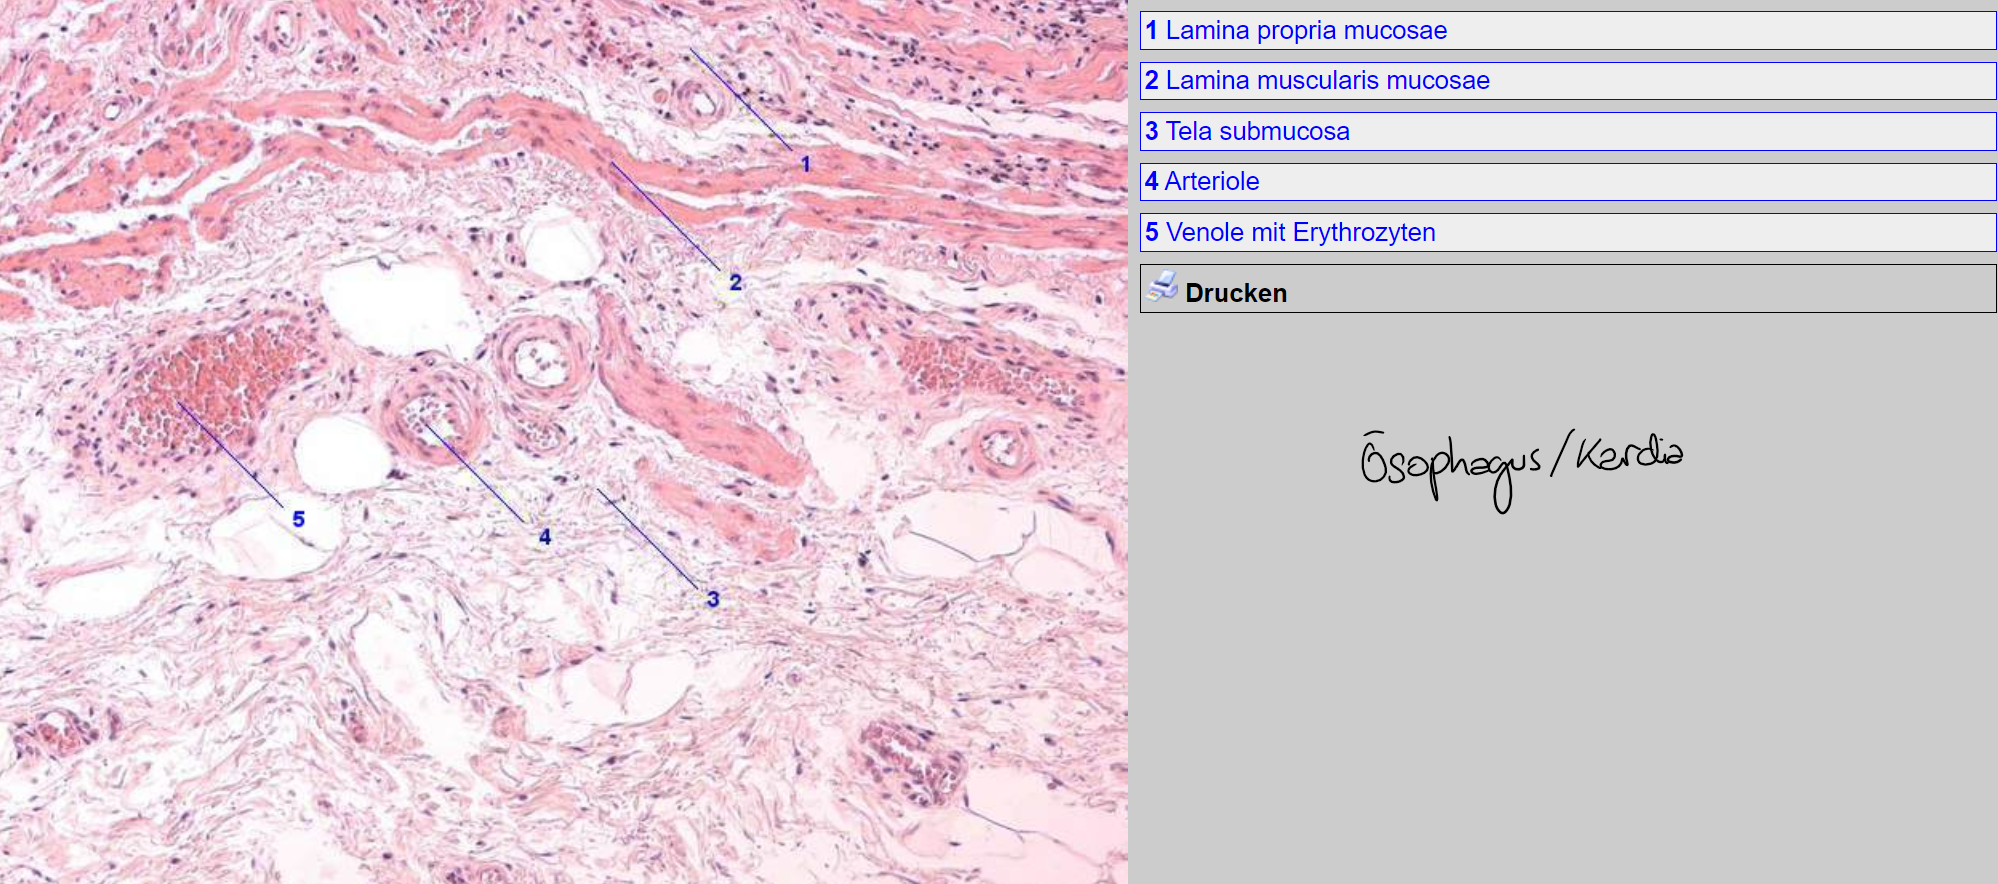 1 Lamina propria mucosae
2 Lamina muscularis mucosae
3 Tela submucosa
4 Arteriole
5 Venole mit Erythrozyten
Drucken
Ösophagus/Kardia
1
2
5
4
3